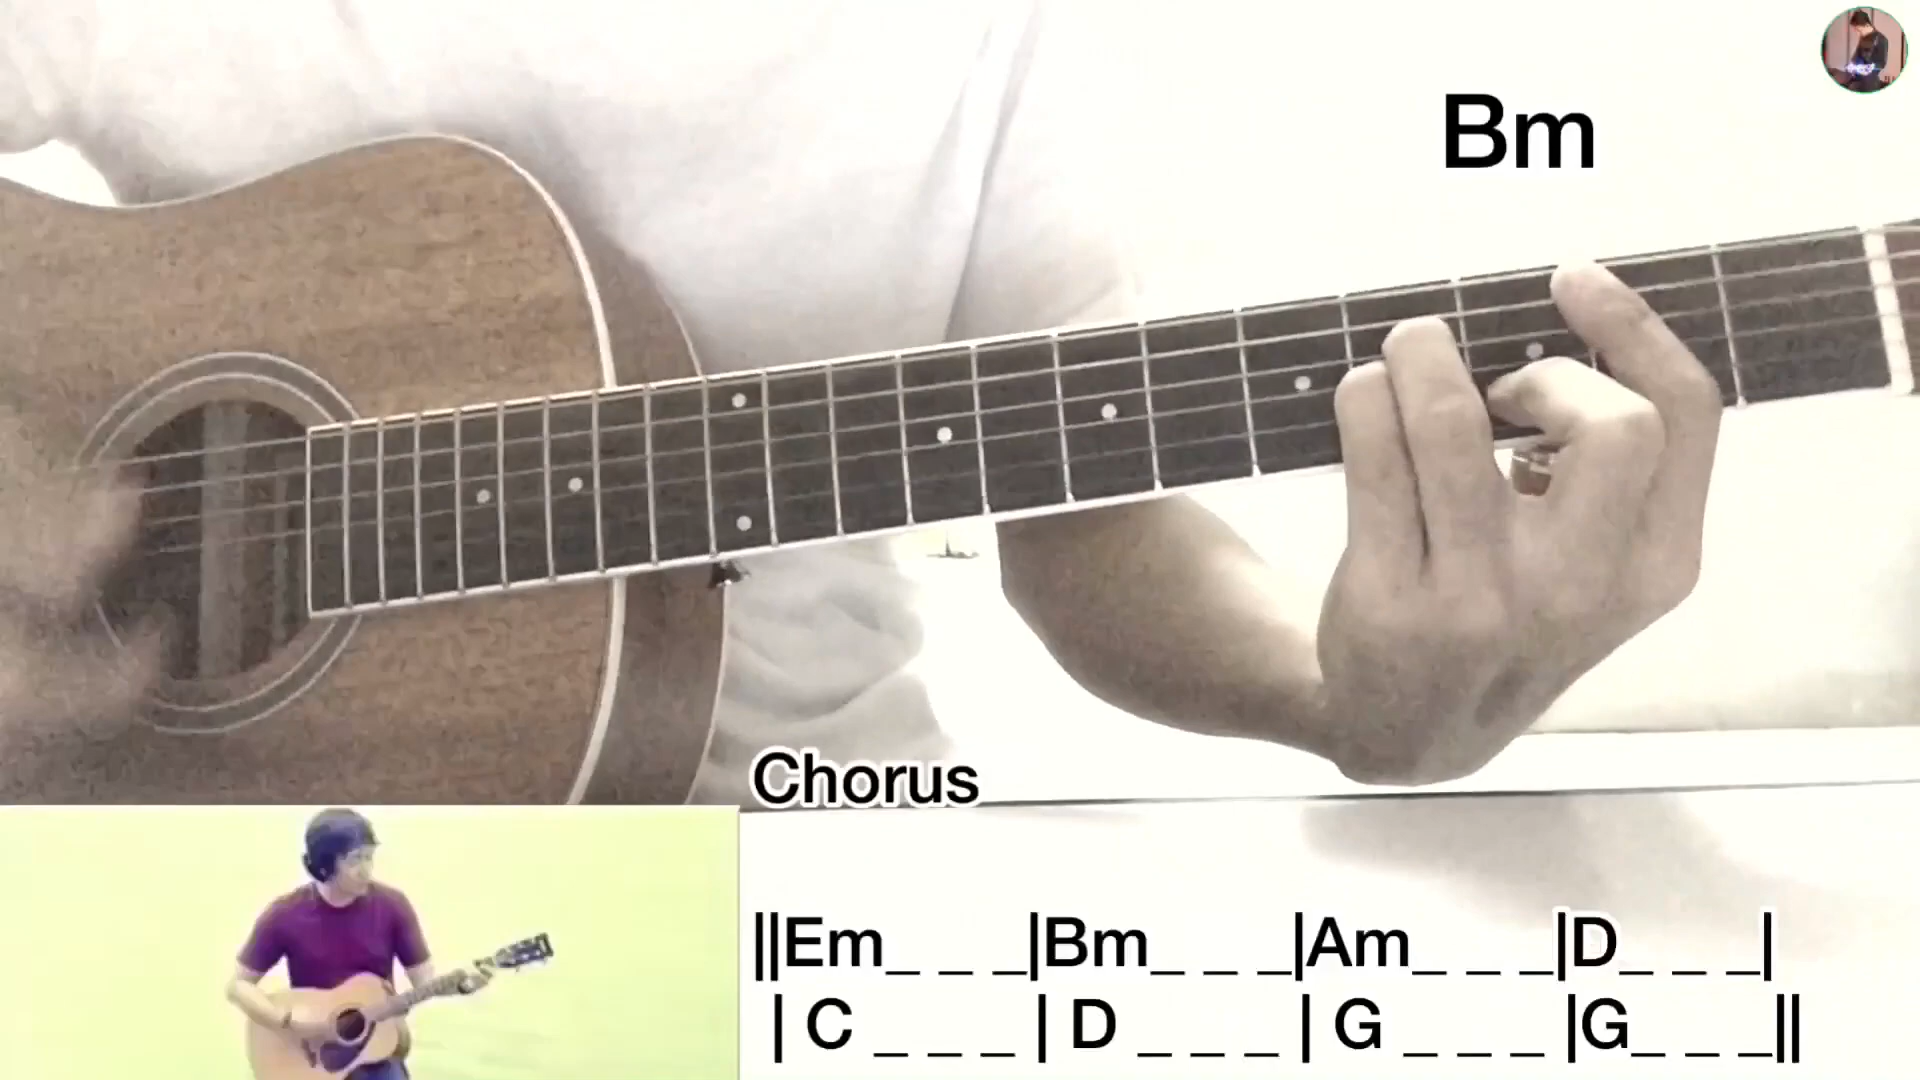 Bm
Chorus
||Em_ _ _|Bm_ _ _|Am_ _ _|D_ _ _|
| C _ _ _ | D _ _ _ | G _ _ _ |G_ _ _||